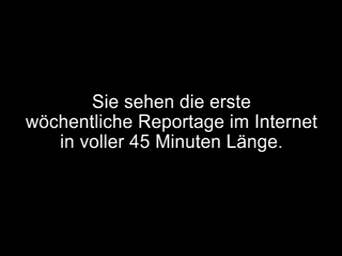 Sie sehen die erste
wöchentliche Reportage im Internet
in voller 45 Minuten Länge.